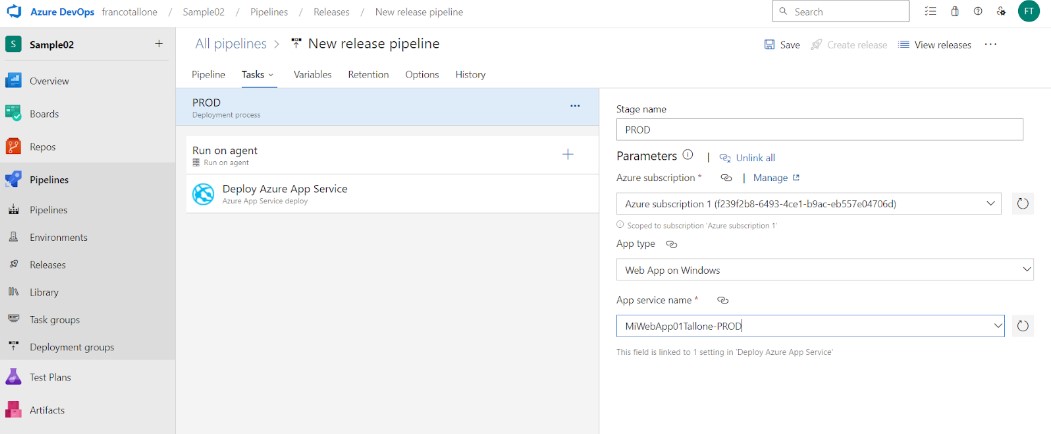 Azure DevOps francotallone / Sample02 / Pipelines / Releases / New release pipeline
Search
FT
S Sample02 +
Overview
Boards
Repos
Pipelines
Pipelines
Environments
Releases
Library
Task groups
Deployment groups
Test Plans
Artifacts
All pipelines > New release pipeline
Save Create release View releases ...
Pipeline Tasks Variables Retention Options History
PROD
Deployment process
...
Run on agent
Run on agent
+
Deploy Azure App Service
Azure App Service deploy
Stage name
PROD
Parameters | Unlink all
Azure subscription * | Manage
Azure subscription 1 (f239f2b8-6493-4ce1-b9ac-eb557e04706d)
Scoped to subscription 'Azure subscription 1'
App type
Web App on Windows
App service name *
MiWebApp01Tallone-PROD
This field is linked to 1 setting in 'Deploy Azure App Service'